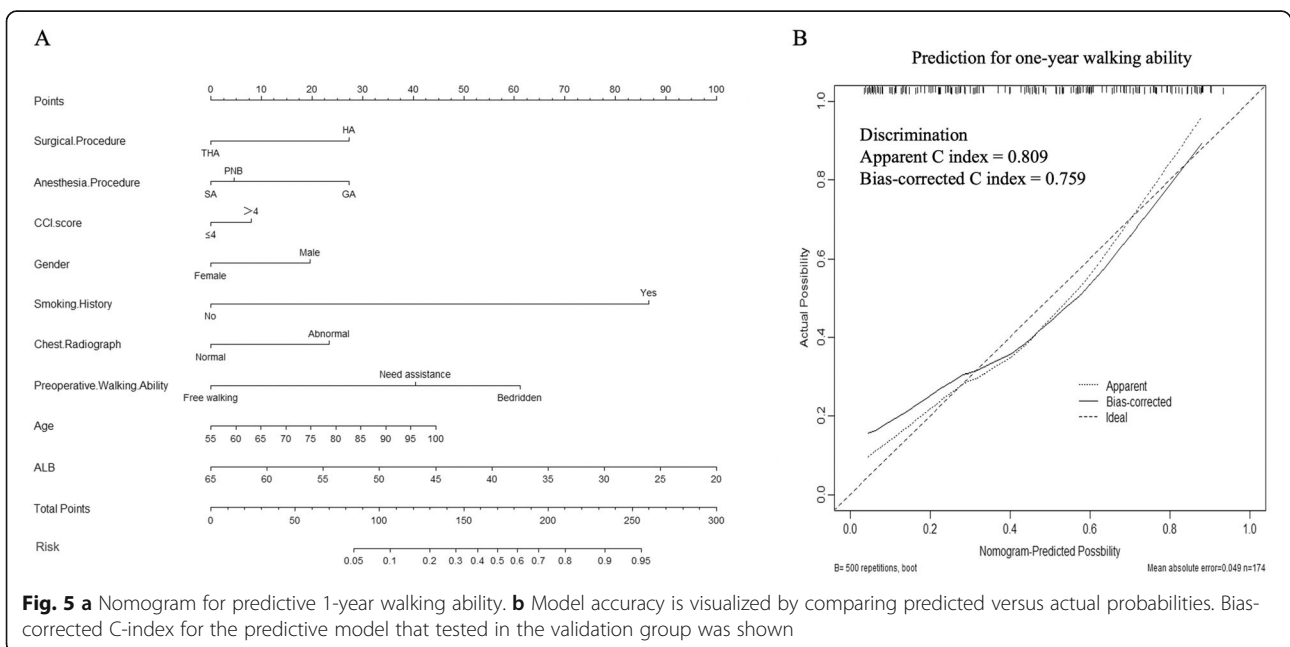 A
Points
0 10 20 30 40 50 60 70 80 90 100
HA
Surgical.Procedure
THA
PNB
Anesthesia.Procedure
SA GA
>4
CCI.score
≤4
Male
Gender
Female
Yes
Smoking.History
No
Abnormal
Chest.Radiograph
Normal
Need assistance
Preoperative.Walking.Ability
Free walking Bedridden
Age
55 60 65 70 75 80 85 90 95 100
ALB
65 60 55 50 45 40 35 30 25 20
Total Points
0 50 100 150 200 250 300
Risk
0.05 0.1 0.2 0.3 0.4 0.5 0.6 0.7 0.8 0.9 0.95
B
Prediction for one-year walking ability
Discrimination
Apparent C index = 0.809
Bias-corrected C index = 0.759
Actual Possibility
1.0
0.8
0.6
0.4
0.2
0.0
Apparent
Bias-corrected
Ideal
0.0 0.2 0.4 0.6 0.8 1.0
Nomogram-Predicted Possbility
B= 500 repetitions, boot
Mean absolute error=0.049 n=174
Fig. 5 a Nomogram for predictive 1-year walking ability. b Model accuracy is visualized by comparing predicted versus actual probabilities. Bias-
corrected C-index for the predictive model that tested in the validation group was shown